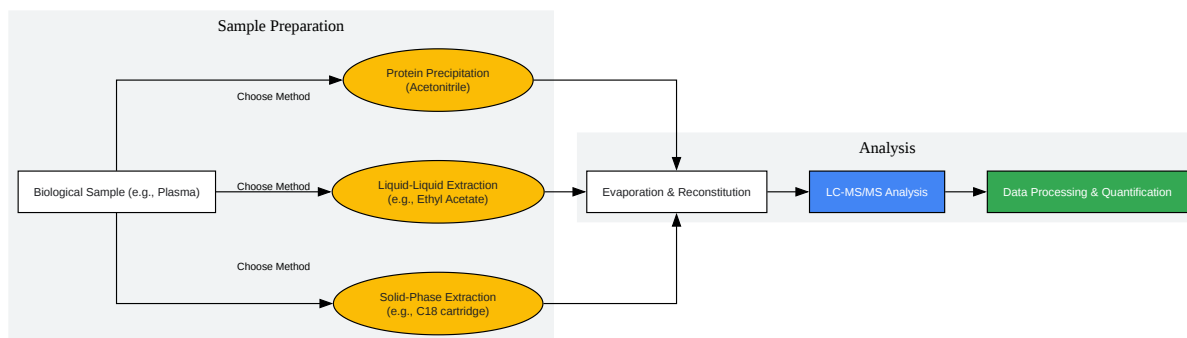 Sample Preparation
Protein Precipitation
(Acetonitrile)
Choose Method
Biological Sample (e.g., Plasma)
Choose Method
Liquid-Liquid Extraction
(e.g., Ethyl Acetate)
Choose Method
Solid-Phase Extraction
(e.g., C18 cartridge)
Analysis
Evaporation & Reconstitution
LC-MS/MS Analysis
Data Processing & Quantification